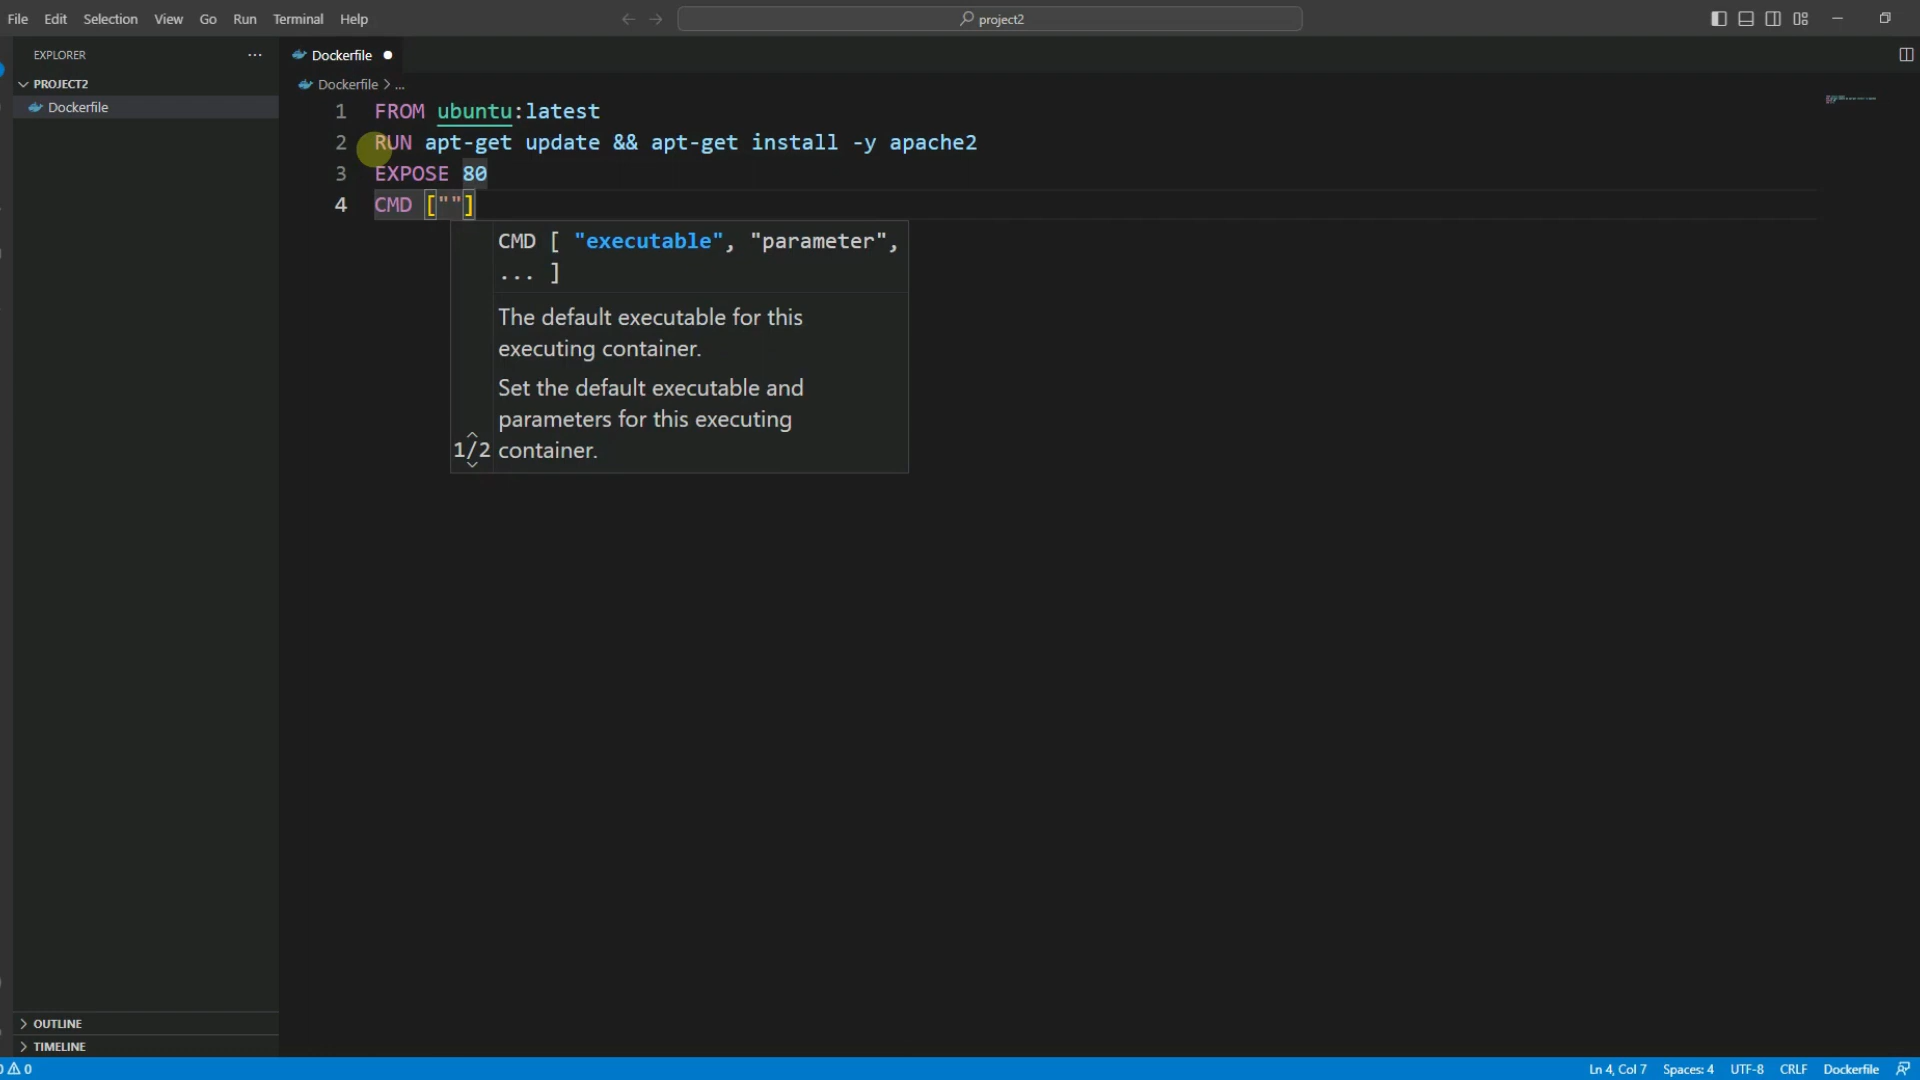 File Edit Selection View Go Run Terminal Help
project2
EXPLORER
PROJECT2
Dockerfile
Dockerfile
Dockerfile > ...
1 FROM ubuntu:latest
2 RUN apt-get update && apt-get install -y apache2
3 EXPOSE 80
4 CMD [""]
CMD [ "executable", "parameter",
... ]
The default executable for this
executing container.
Set the default executable and
parameters for this executing
1/2 container.
OUTLINE
TIMELINE
0
Ln 4, Col 7 Spaces: 4 UTF-8 CRLF Dockerfile